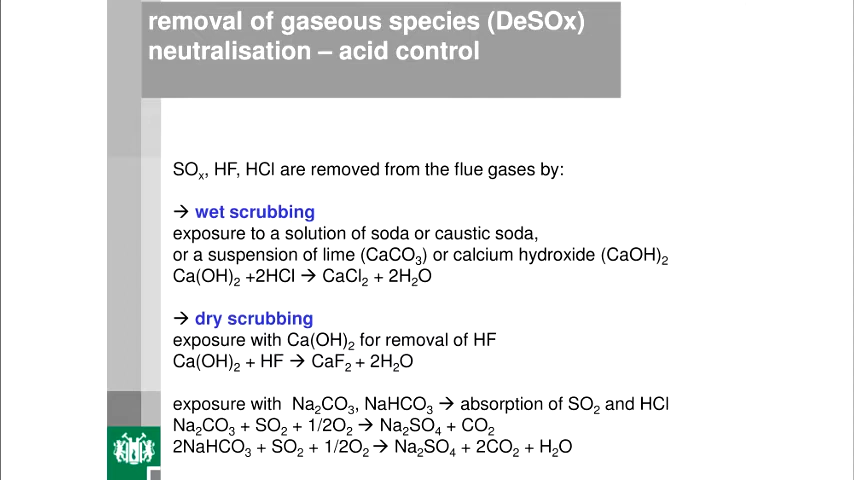 removal of gaseous species (DeSOx)
neutralisation – acid control
SOₓ, HF, HCl are removed from the flue gases by:
→ wet scrubbing
exposure to a solution of soda or caustic soda,
or a suspension of lime (CaCO₃) or calcium hydroxide (CaOH)₂
Ca(OH)₂ +2HCl → CaCl₂ + 2H₂O
→ dry scrubbing
exposure with Ca(OH)₂ for removal of HF
Ca(OH)₂ + HF → CaF₂ + 2H₂O
exposure with Na₂CO₃, NaHCO₃ → absorption of SO₂ and HCl
Na₂CO₃ + SO₂ + 1/2O₂ → Na₂SO₄ + CO₂
2NaHCO₃ + SO₂ + 1/2O₂ → Na₂SO₄ + 2CO₂ + H₂O